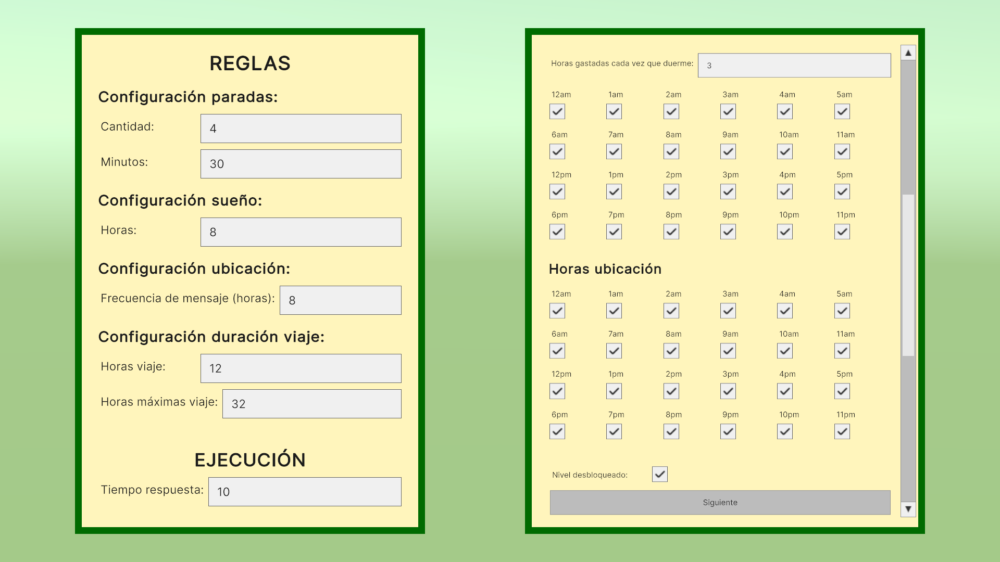 REGLAS
Configuración paradas:
Cantidad: 4
Minutos: 30
Configuración sueño:
Horas: 8
Configuración ubicación:
Frecuencia de mensaje (horas): 8
Configuración duración viaje:
Horas viaje: 12
Horas máximas viaje: 32
EJECUCIÓN
Tiempo respuesta: 10
Horas gastadas cada vez que duerme: 3
12am 1am 2am 3am 4am 5am
6am 7am 8am 9am 10am 11am
12pm 1pm 2pm 3pm 4pm 5pm
6pm 7pm 8pm 9pm 10pm 11pm
Horas ubicación
12am 1am 2am 3am 4am 5am
6am 7am 8am 9am 10am 11am
12pm 1pm 2pm 3pm 4pm 5pm
6pm 7pm 8pm 9pm 10pm 11pm
Nivel desbloqueado:
Siguiente